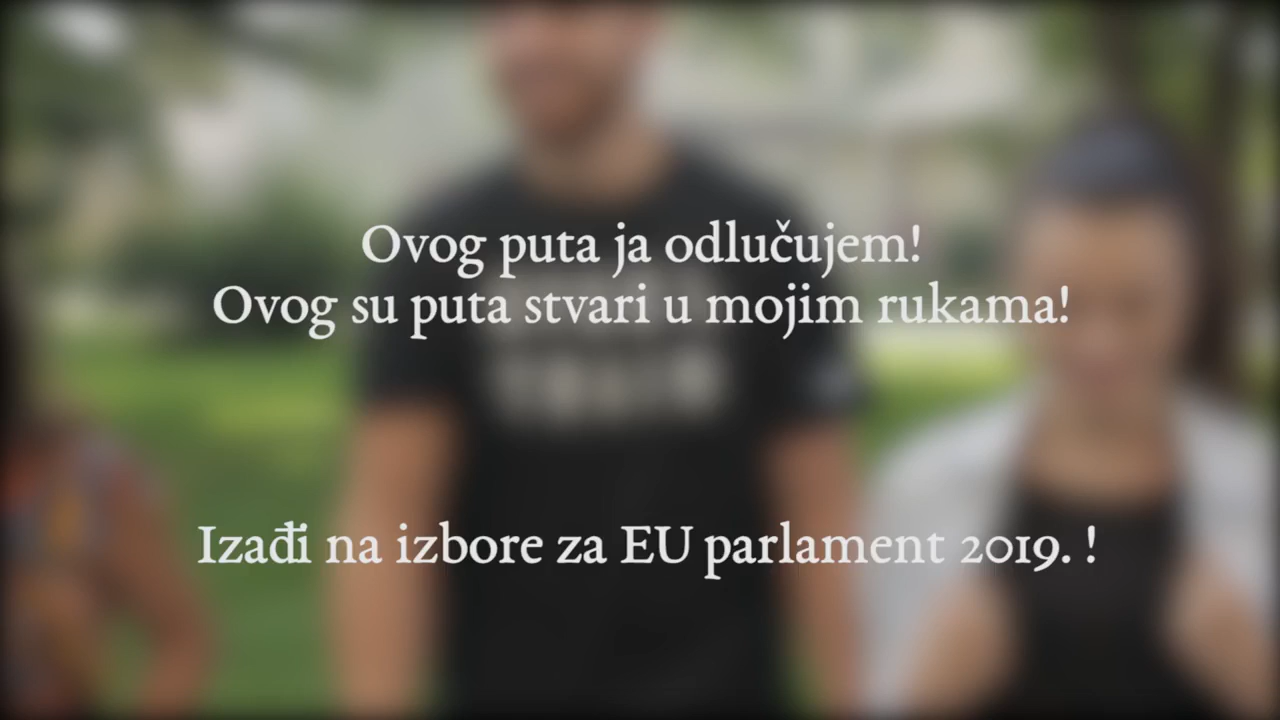 Ovog puta ja odlučujem!
Ovog su puta stvari u mojim rukama!
Izađi na izbore za EU parlament 2019. !